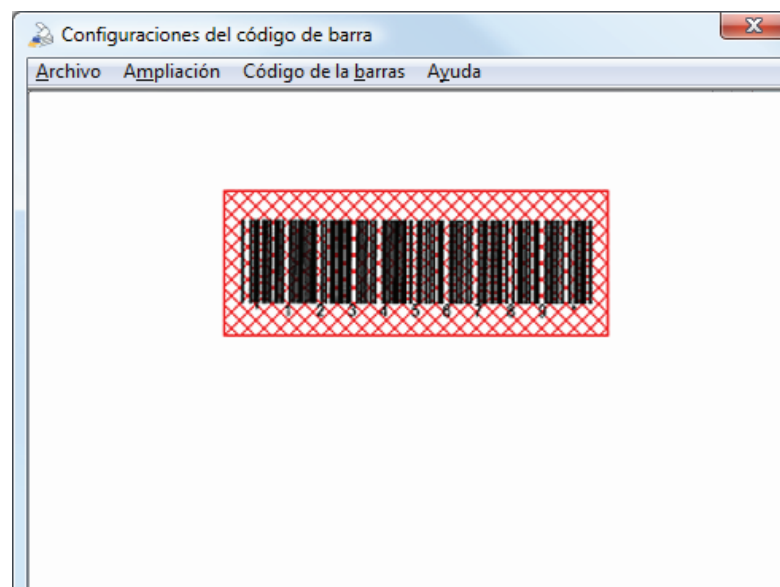 Configuraciones del código de barra
Archivo Ampliación Código de la barras Ayuda
* 1 2 3 4 5 6 7 8 9 *